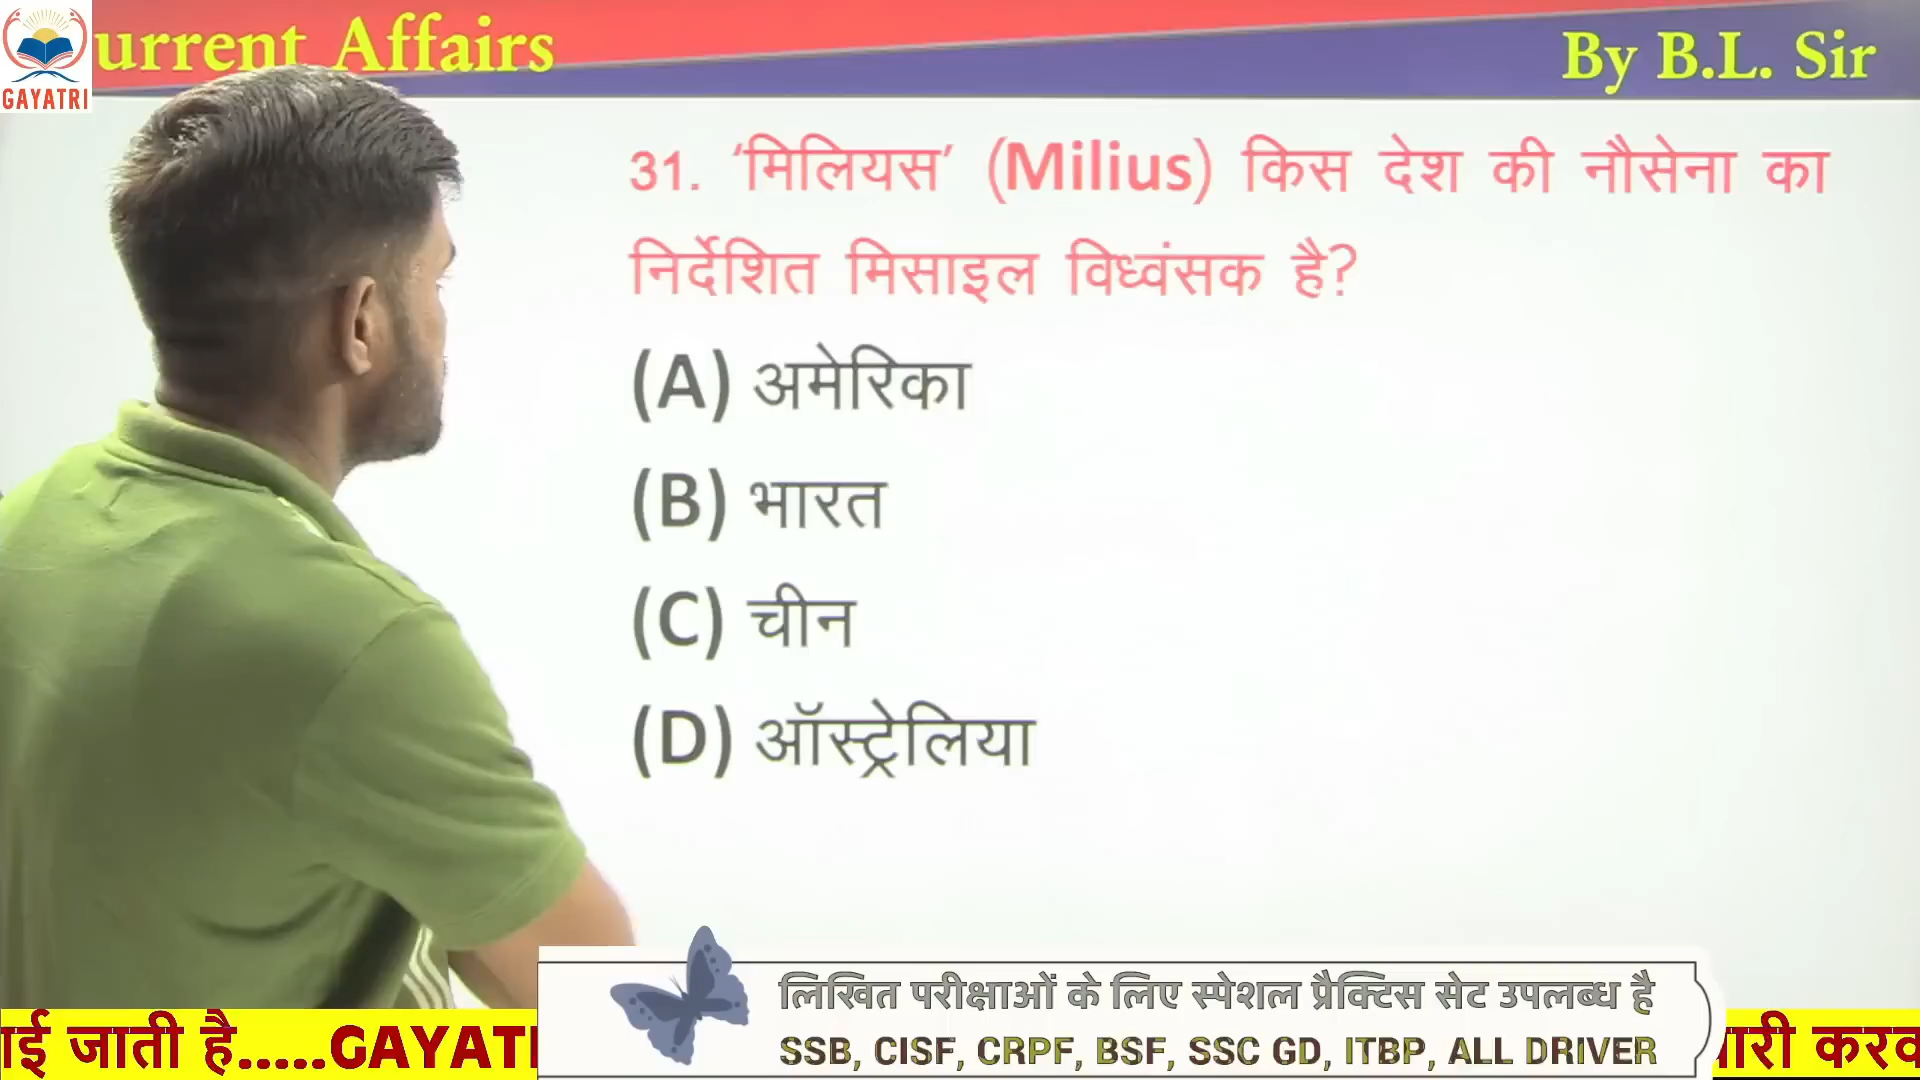 urrent Affairs
By B.L. Sir
GAYATRI
31. ‘मिलियस’ (Milius) किस देश की नौसेना का
निर्देशित मिसाइल विध्वंसक है?
(A) अमेरिका
(B) भारत
(C) चीन
(D) ऑस्ट्रेलिया
लिखित परीक्षाओं के लिए स्पेशल प्रैक्टिस सेट उपलब्ध है
SSB, CISF, CRPF, BSF, SSC GD, ITBP, ALL DRIVER
ाई जाती है.....GAYATI
ारी करव